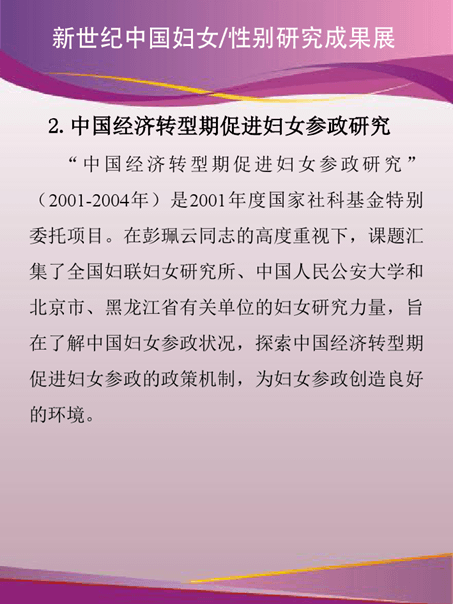 新世纪中国妇女/性别研究成果展
2. 中国经济转型期促进妇女参政研究
“中国经济转型期促进妇女参政研究”
（2001-2004年）是2001年度国家社科基金特别
委托项目。在彭珮云同志的高度重视下，课题汇
集了全国妇联妇女研究所、中国人民公安大学和
北京市、黑龙江省有关单位的妇女研究力量，旨
在了解中国妇女参政状况，探索中国经济转型期
促进妇女参政的政策机制，为妇女参政创造良好
的环境。